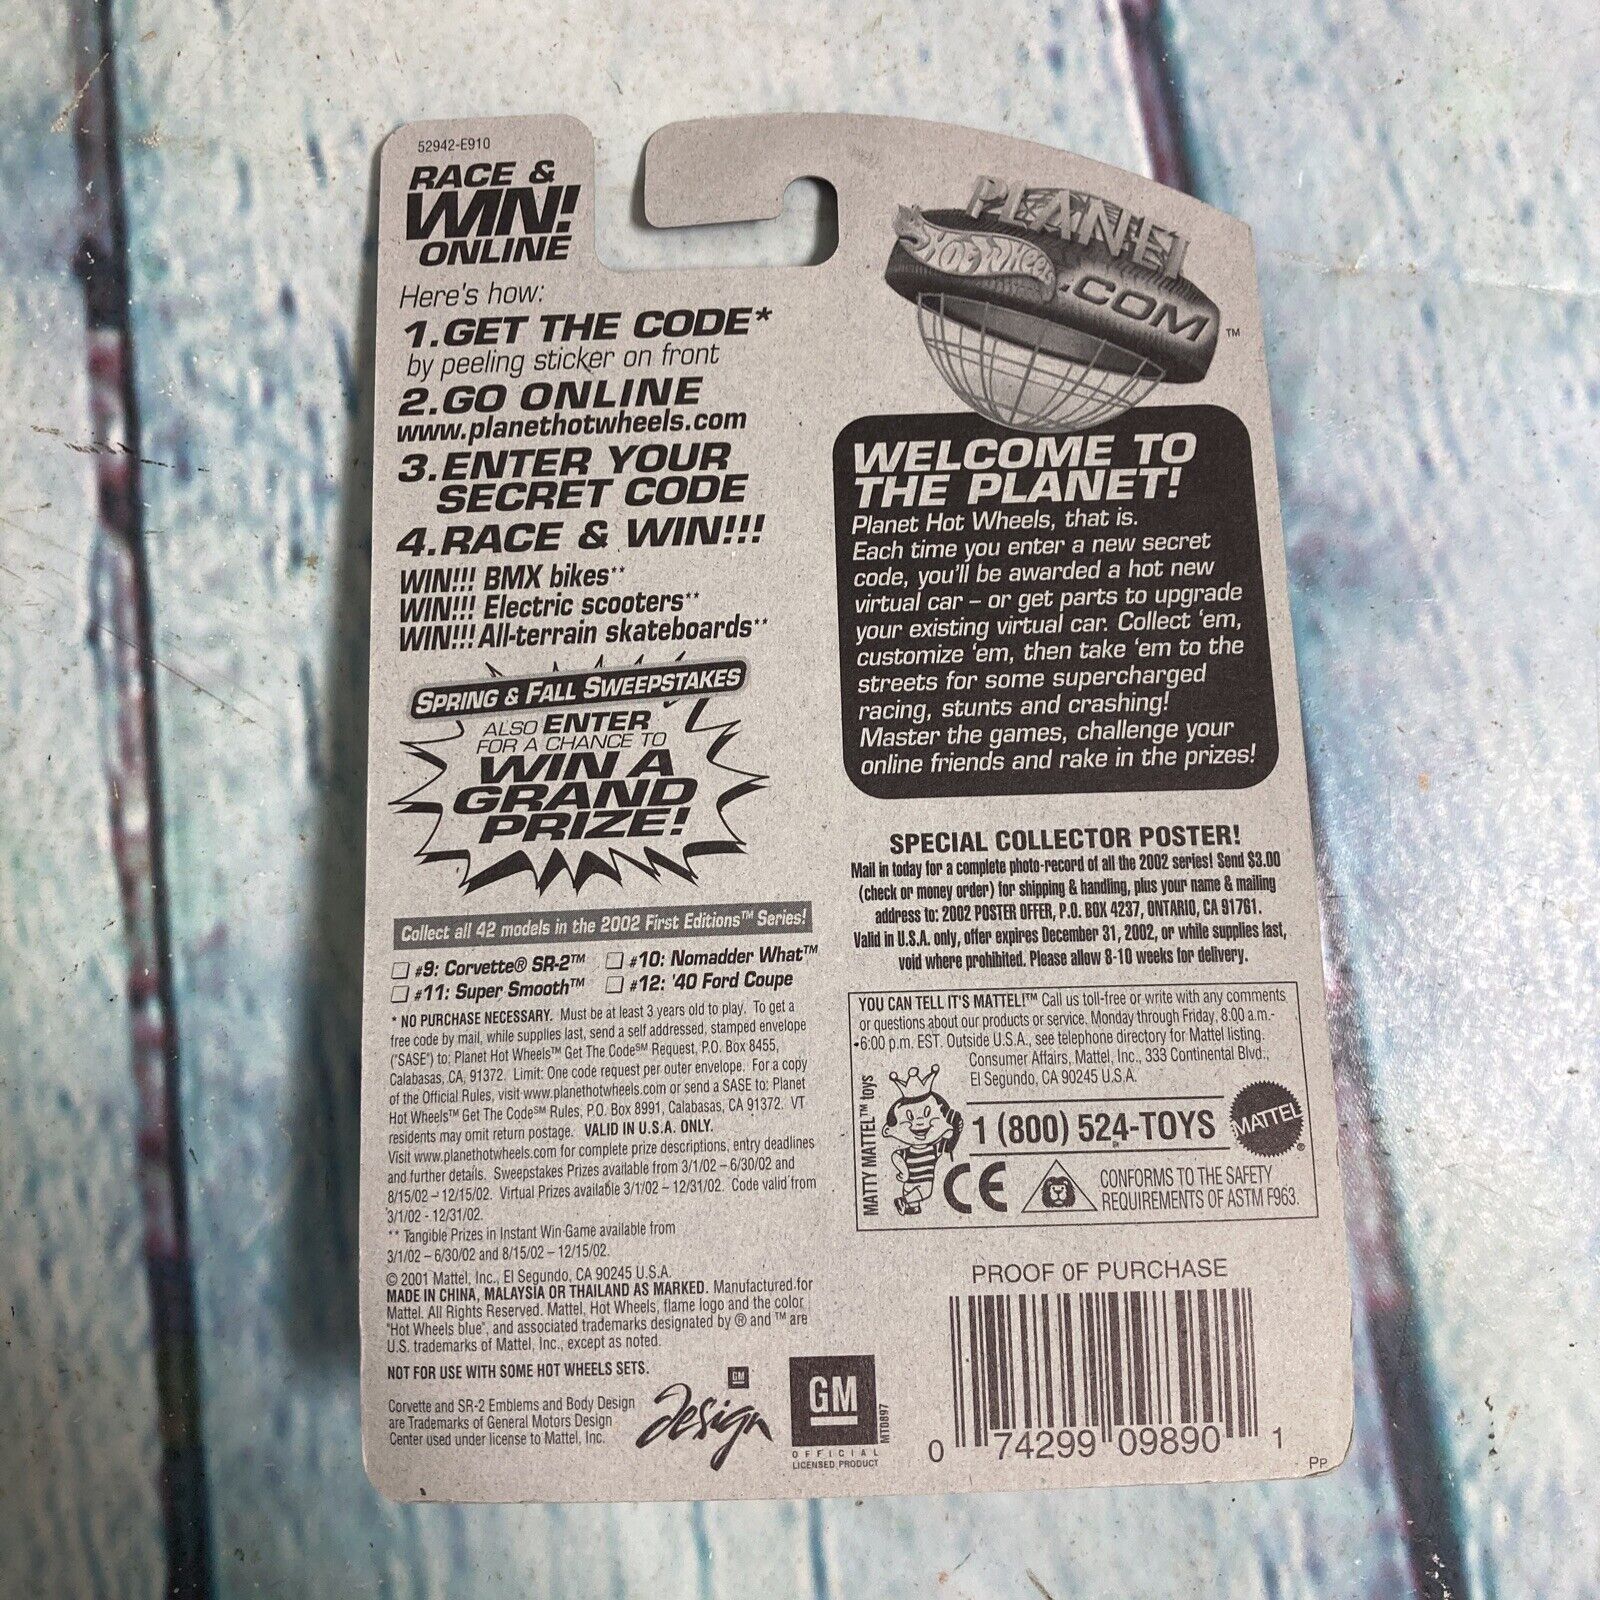 52942-E910
RACE &
WIN!
ONLINE
Here's how:
1.GET THE CODE*
by peeling sticker on front
2.GO ONLINE
www.planethotwheels.com
3.ENTER YOUR
SECRET CODE
4.RACE & WIN!!!
WIN!!! BMX bikes**
WIN!!! Electric scooters**
WIN!!! All-terrain skateboards**
SPRING & FALL SWEEPSTAKES
ALSO ENTER
FOR A CHANCE TO
WIN A
GRAND
PRIZE!
Collect all 42 models in the 2002 First Editions™ Series!
#9: Corvette® SR-2™ #10: Nomadder What™
#11: Super Smooth™ #12: '40 Ford Coupe
* NO PURCHASE NECESSARY. Must be at least 3 years old to play. To get a
free code by mail, while supplies last, send a self addressed, stamped envelope
("SASE") to: Planet Hot Wheels™ Get The Code℠ Request, P.O. Box 8455,
Calabasas, CA, 91372. Limit: One code request per outer envelope. For a copy
of the Official Rules, visit www.planethotwheels.com or send a SASE to: Planet
Hot Wheels™ Get The Code℠ Rules, P.O. Box 8991, Calabasas, CA 91372. VT
residents may omit return postage. VALID IN U.S.A. ONLY.
Visit www.planethotwheels.com for complete prize descriptions, entry deadlines
and further details. Sweepstakes Prizes available from 3/1/02 – 6/30/02 and
8/15/02 – 12/15/02. Virtual Prizes available 3/1/02 – 12/31/02. Code valid from
3/1/02 - 12/31/02.
** Tangible Prizes in Instant Win Game available from
3/1/02 – 6/30/02 and 8/15/02 – 12/15/02.
© 2001 Mattel, Inc., El Segundo, CA 90245 U.S.A.
MADE IN CHINA, MALAYSIA OR THAILAND AS MARKED. Manufactured for
Mattel. All Rights Reserved. Mattel, Hot Wheels, flame logo and the color
"Hot Wheels blue", and associated trademarks designated by ® and ™ are
U.S. trademarks of Mattel, Inc., except as noted.
NOT FOR USE WITH SOME HOT WHEELS SETS.
Corvette and SR-2 Emblems and Body Design
are Trademarks of General Motors Design
Center used under license to Mattel, Inc.
GM
Design
GM
OFFICIAL
LICENSED PRODUCT
MTD897
PLANET
HOT WHEELS
.COM™
WELCOME TO
THE PLANET!
Planet Hot Wheels, that is.
Each time you enter a new secret
code, you'll be awarded a hot new
virtual car – or get parts to upgrade
your existing virtual car. Collect 'em,
customize 'em, then take 'em to the
streets for some supercharged
racing, stunts and crashing!
Master the games, challenge your
online friends and rake in the prizes!
SPECIAL COLLECTOR POSTER!
Mail in today for a complete photo-record of all the 2002 series! Send $3.00
(check or money order) for shipping & handling, plus your name & mailing
address to: 2002 POSTER OFFER, P.O. BOX 4237, ONTARIO, CA 91761.
Valid in U.S.A. only, offer expires December 31, 2002, or while supplies last,
void where prohibited. Please allow 8-10 weeks for delivery.
YOU CAN TELL IT'S MATTEL!™ Call us toll-free or write with any comments
or questions about our products or service. Monday through Friday, 8:00 a.m.-
6:00 p.m. EST. Outside U.S.A., see telephone directory for Mattel listing.
Consumer Affairs, Mattel, Inc., 333 Continental Blvd.,
El Segundo, CA 90245 U.S.A.
MATTY MATTEL™ toys
1 (800) 524-TOYS
MATTEL®
CE
CONFORMS TO THE SAFETY
REQUIREMENTS OF ASTM F963.
PROOF OF PURCHASE
0 74299 09890 1
PP